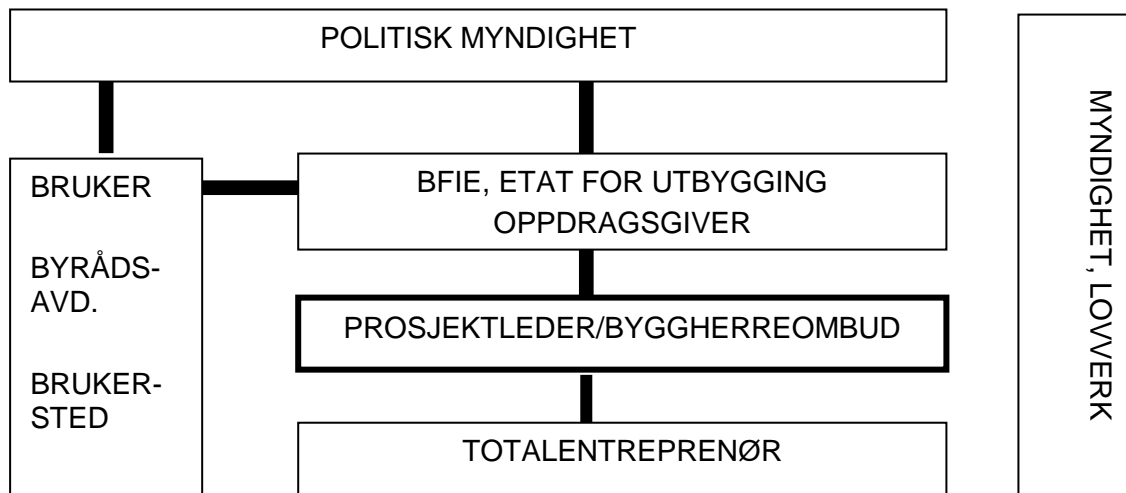 POLITISK MYNDIGHET
BRUKER
BYRÅDS-
AVD.
BRUKER-
STED
BFIE, ETAT FOR UTBYGGING
OPPDRAGSGIVER
PROSJEKTLEDER/BYGGHERREOMBUD
TOTALENTREPRENØR
MYNDIGHET, LOVVERK